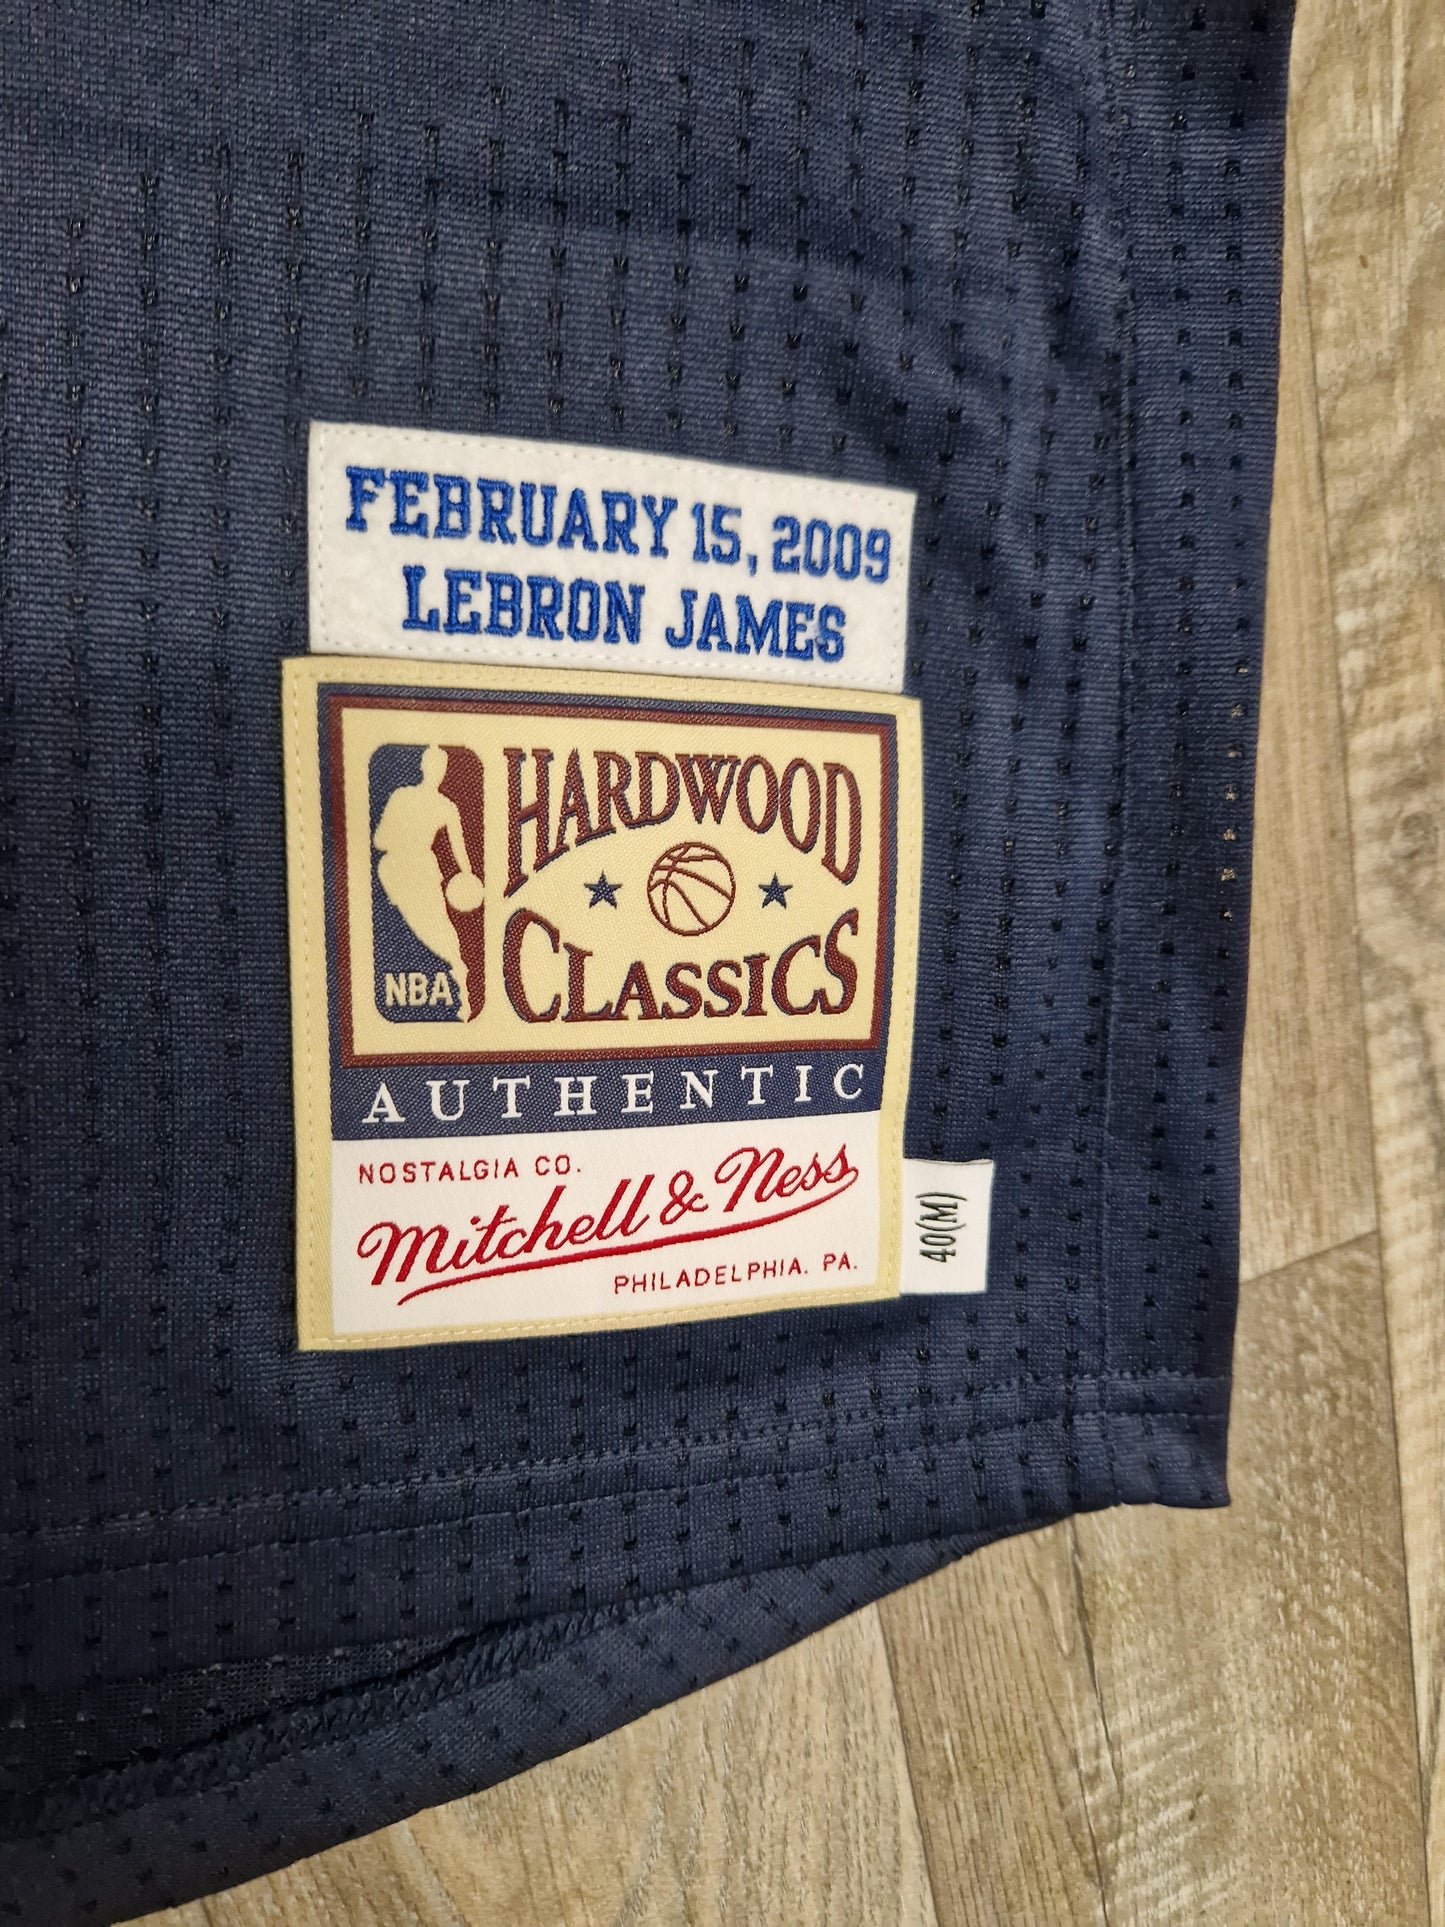 FEBRUARY 15, 2009
LEBRON JAMES
HARDWOOD
CLASSICS
NBA
AUTHENTIC
NOSTALGIA CO.
Mitchell & Ness
PHILADELPHIA. PA.
40(M)